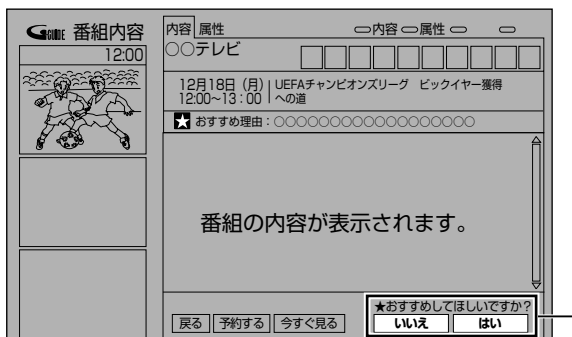 GGUIDE 番組内容
12:00
内容 属性
内容 属性
○○テレビ
12月18日（月） UEFAチャンピオンズリーグ ビックイヤー獲得
12:00~13:00 への道
★ おすすめ理由：○○○○○○○○○○○○○○○○○○
番組の内容が表示されます。
★おすすめしてほしいですか？
戻る 予約する 今すぐ見る いいえ はい